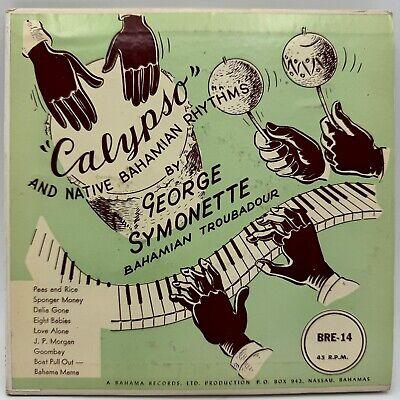 "Calypso"
AND NATIVE BAHAMIAN RHYTHMS
BY
GEORGE
SYMONETTE
BAHAMIAN TROUBADOUR
Peas and Rice
Sponger Money
Delia Gone
Eight Babies
Love Alone
J. P. Morgan
Goombay
Boat Pull Out —
Bahama Mama
BRE-14
45 R.P.M.
A BAHAMA RECORDS, LTD. PRODUCTION P. O. BOX 942, NASSAU, BAHAMAS